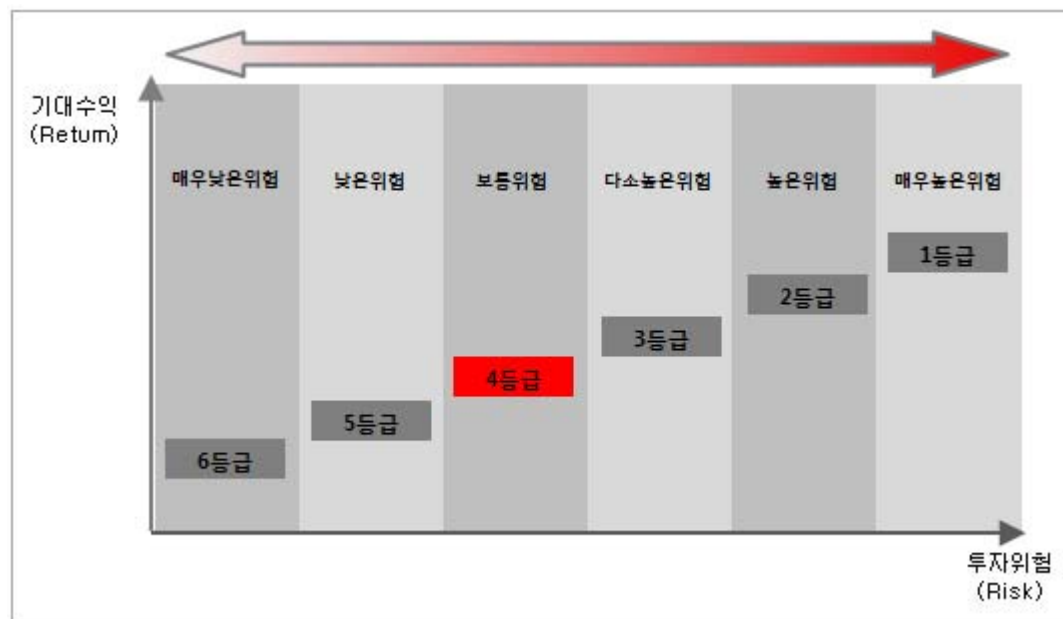 기대수익
(Return)
매우낮은위험
낮은위험
보통위험
다소높은위험
높은위험
매우높은위험
1등급
2등급
3등급
4등급
5등급
6등급
투자위험
(Risk)